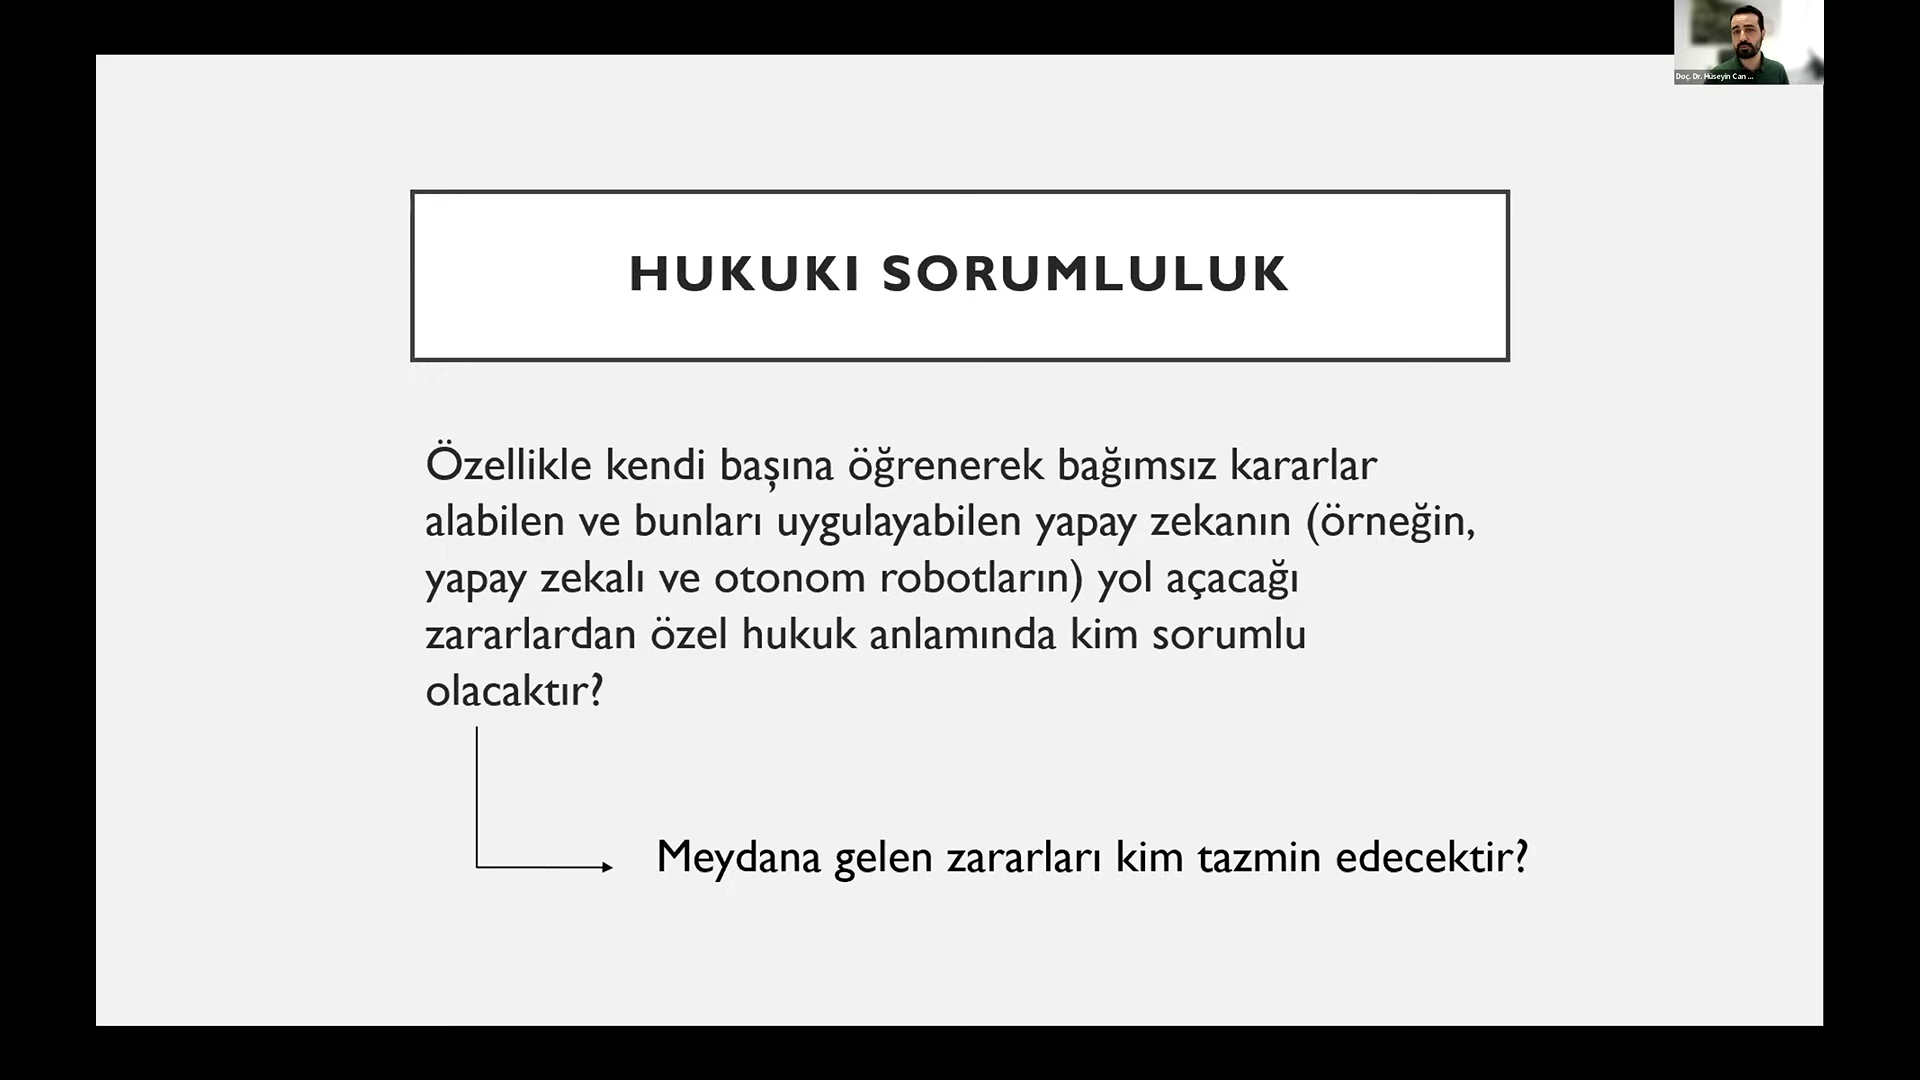 Doç. Dr. Hüseyin Can ...
HUKUKI SORUMLULUK
Özellikle kendi başına öğrenerek bağımsız kararlar
alabilen ve bunları uygulayabilen yapay zekanın (örneğin,
yapay zekalı ve otonom robotların) yol açacağı
zararlardan özel hukuk anlamında kim sorumlu
olacaktır?
Meydana gelen zararları kim tazmin edecektir?